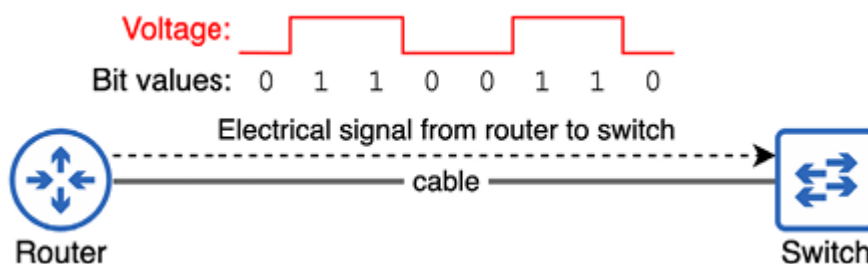 Voltage:
Bit values: 0 1 1 0 0 1 1 0
Electrical signal from router to switch
cable
Router Switch